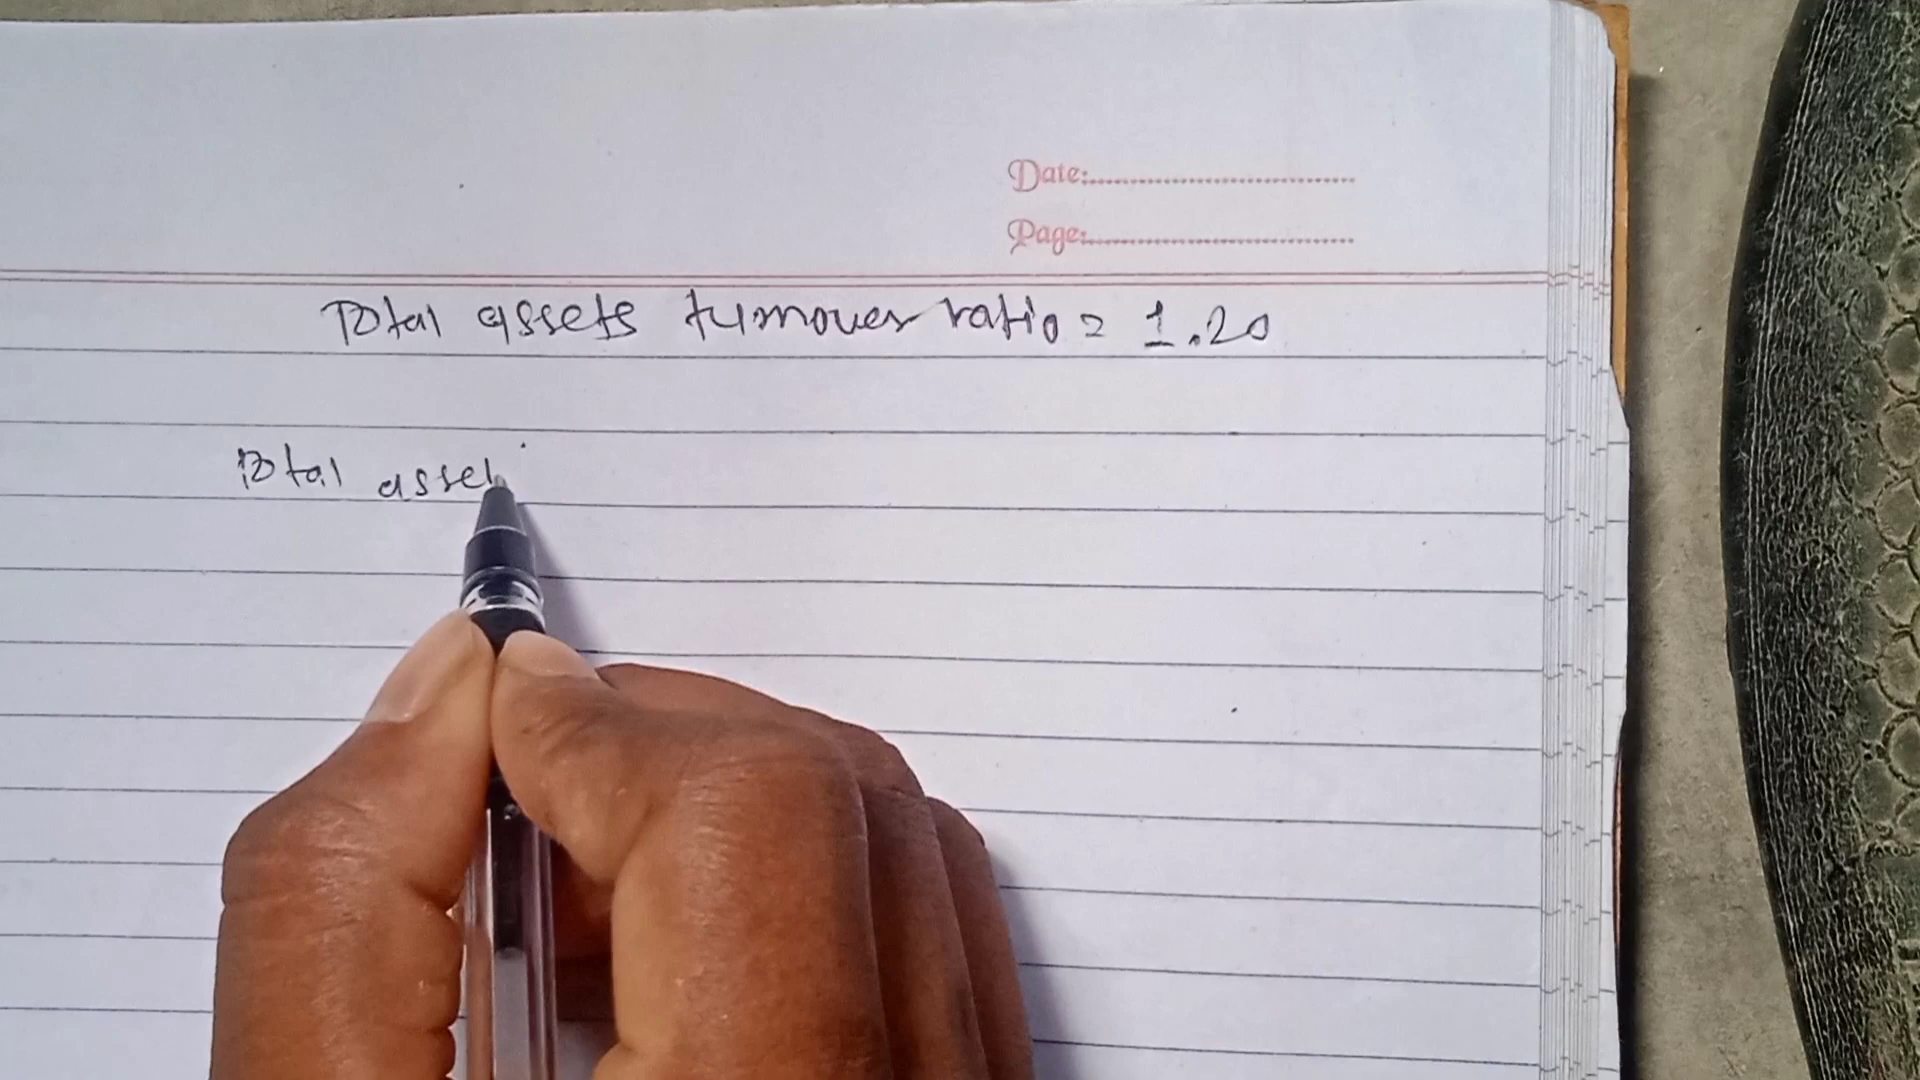 Date:
Page:
Total assets turnover ratio = 1.20
Total asset